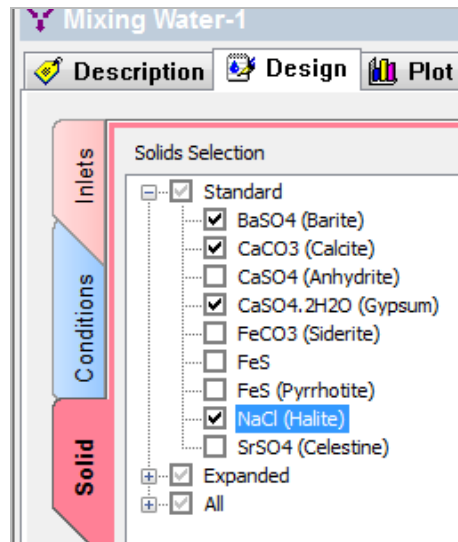 Mixing Water-1
Description Design Plot
Inlets
Conditions
Solid
Solids Selection
Standard
BaSO4 (Barite)
CaCO3 (Calcite)
CaSO4 (Anhydrite)
CaSO4.2H2O (Gypsum)
FeCO3 (Siderite)
FeS
FeS (Pyrrhotite)
NaCl (Halite)
SrSO4 (Celestine)
Expanded
All